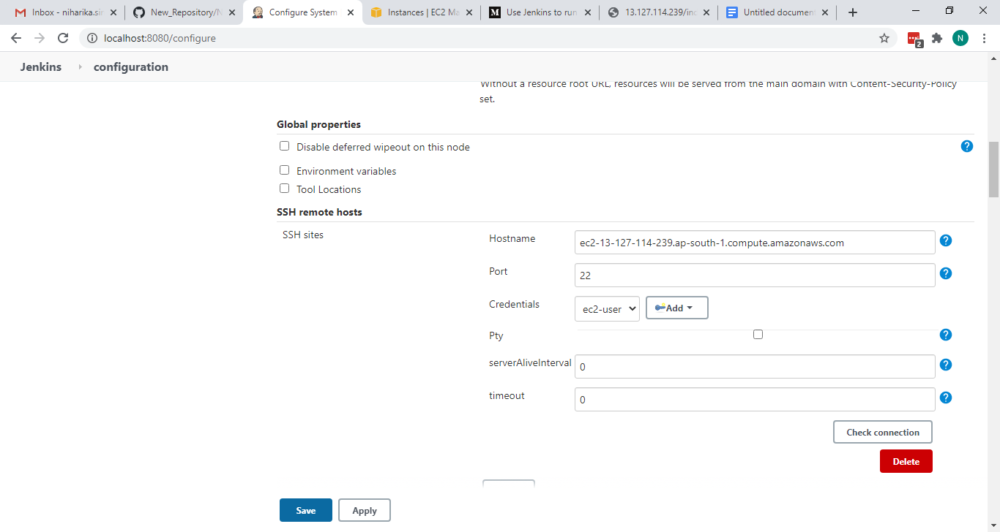 Inbox - niharika.sin
New_Repository/N
Configure System
Instances | EC2 Ma
Use Jenkins to run
13.127.114.239/ind
Untitled document
localhost:8080/configure
2
N
Jenkins
configuration
Without a resource root URL, resources will be served from the main domain with Content-Security-Policy
set.
Global properties
Disable deferred wipeout on this node
?
Environment variables
Tool Locations
SSH remote hosts
SSH sites
Hostname
ec2-13-127-114-239.ap-south-1.compute.amazonaws.com
?
Port
22
?
Credentials
ec2-user
Add
Pty
?
serverAliveInterval
0
?
timeout
0
?
Check connection
Delete
Save
Apply